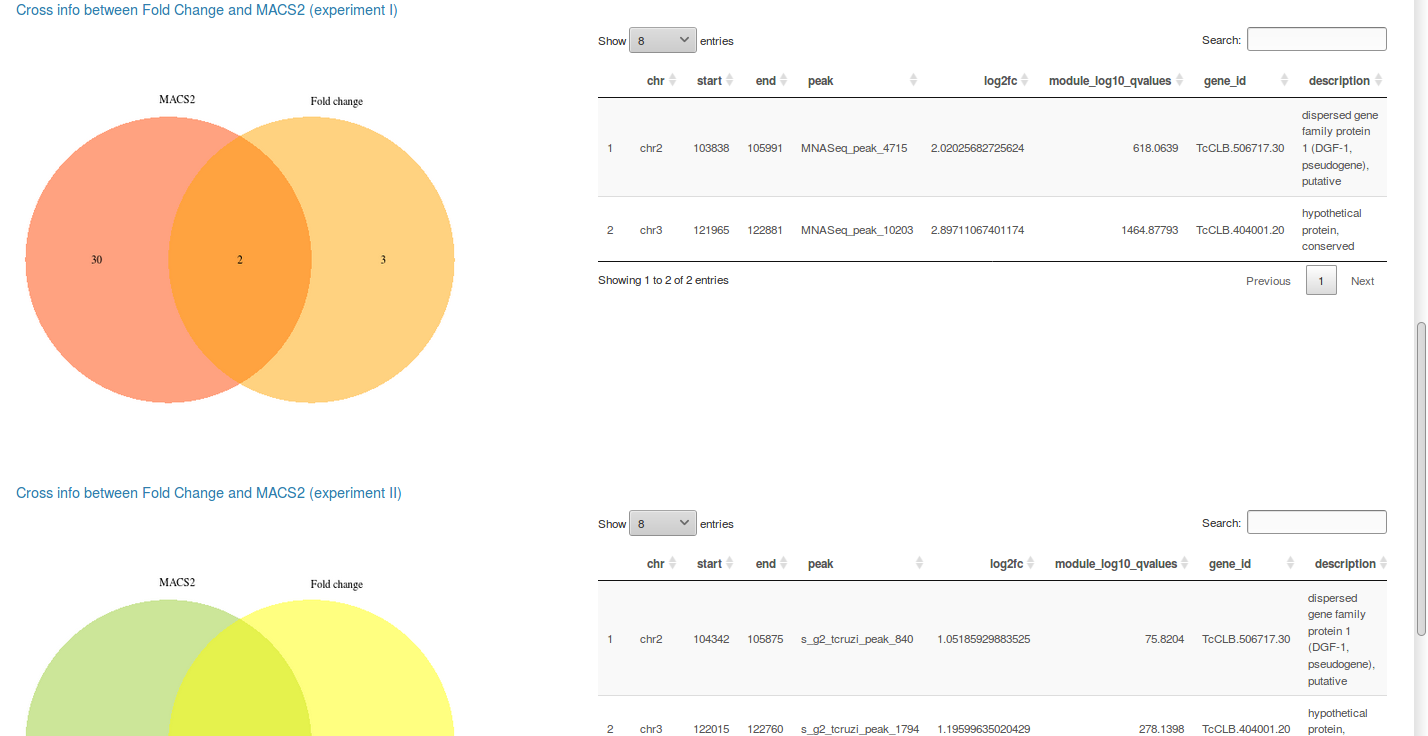 Cross info between Fold Change and MACS2 (experiment I)
Show 8 entries
Search:
MACS2
Fold change
30
2
3
chr start end peak log2fc module_log10_qvalues gene_id description
1 chr2 103838 105991 MNASeq_peak_4715 2.02025682725624 618.0639 TcCLB.506717.30
dispersed gene
family protein
1 (DGF-1,
pseudogene),
putative
2 chr3 121965 122881 MNASeq_peak_10203 2.89711067401174 1464.87793 TcCLB.404001.20
hypothetical
protein,
conserved
Showing 1 to 2 of 2 entries
Previous 1 Next
Cross info between Fold Change and MACS2 (experiment II)
Show 8 entries
Search:
MACS2
Fold change
chr start end peak log2fc module_log10_qvalues gene_id description
1 chr2 104342 105875 s_g2_tcruzi_peak_840 1.05185929883525 75.8204 TcCLB.506717.30
dispersed
gene family
protein 1
(DGF-1,
pseudogene),
putative
2 chr3 122015 122760 s_g2_tcruzi_peak_1794 1.19599635020429 278.1398 TcCLB.404001.20
hypothetical
protein,